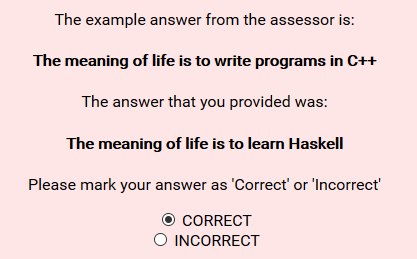 The example answer from the assessor is:
The meaning of life is to write programs in C++
The answer that you provided was:
The meaning of life is to learn Haskell
Please mark your answer as 'Correct' or 'Incorrect'
CORRECT
INCORRECT